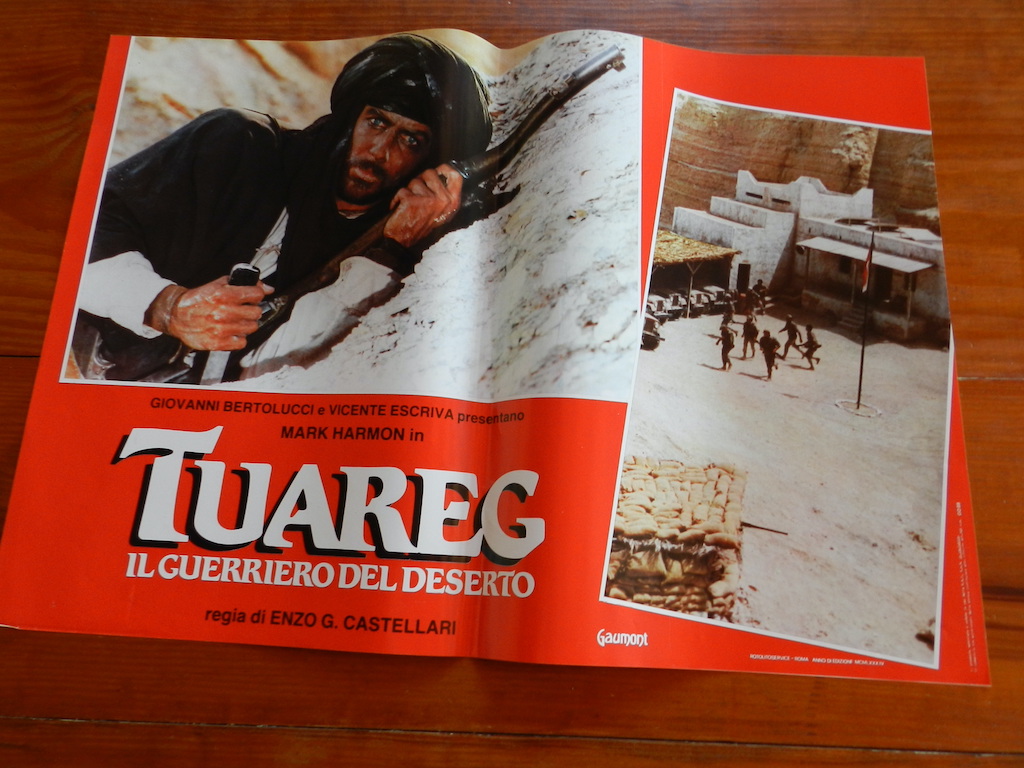 GIOVANNI BERTOLUCCI e VICENTE ESCRIVA presentano
MARK HARMON in
TUAREG
IL GUERRIERO DEL DESERTO
regia di ENZO G. CASTELLARI
Gaumont
ROTOLITOSERVICE - ROMA ANNO DI EDIZIONE MCMLXXXIV